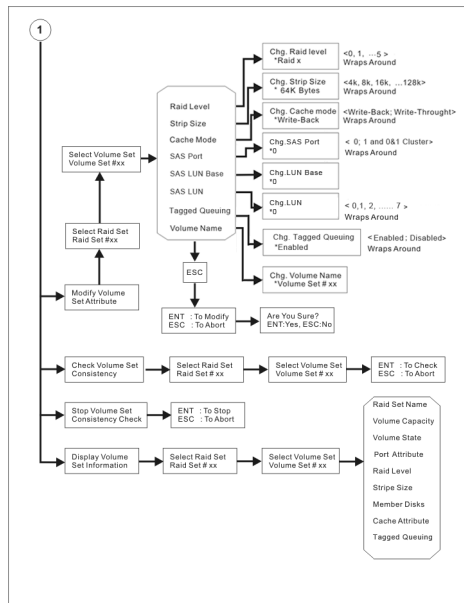 1
Chg. Raid level
*Raid x
<0, 1, ...5 >
Wraps Around
Chg. Strip Size
* 64K Bytes
<4k, 8k, 16k, ...128k>
Wraps Around
Chg. Cache mode
*Write-Back
<Write-Back; Write-Throught>
Wraps Around
Chg.SAS Port
*0
< 0; 1 and 0&1 Cluster>
Wraps Around
Chg.LUN Base
*0
Chg.LUN
*0
< 0,1, 2, ...... 7 >
Wraps Around
Chg. Tagged Queuing
*Enabled
<Enabled; Disabled>
Wraps Around
Chg. Volume Name
*Volume Set # xx
Raid Level
Strip Size
Cache Mode
SAS Port
SAS LUN Base
SAS LUN
Tagged Queuing
Volume Name
Select Volume Set
Volume Set #xx
Select Raid Set
Raid Set #xx
Modify Volume
Set Attribute
ESC
ENT : To Modify
ESC : To Abort
Are You Sure?
ENT:Yes, ESC:No
Check Volume Set
Consistency
Select Raid Set
Raid Set # xx
Select Volume Set
Volume Set # xx
ENT : To Check
ESC : To Abort
Stop Volume Set
Consistency Check
ENT : To Stop
ESC : To Abort
Display Volume
Set Information
Select Raid Set
Raid Set # xx
Select Volume Set
Volume Set # xx
Raid Set Name
Volume Capacity
Volume State
Port Attribute
Raid Level
Stripe Size
Member Disks
Cache Attribute
Tagged Queuing